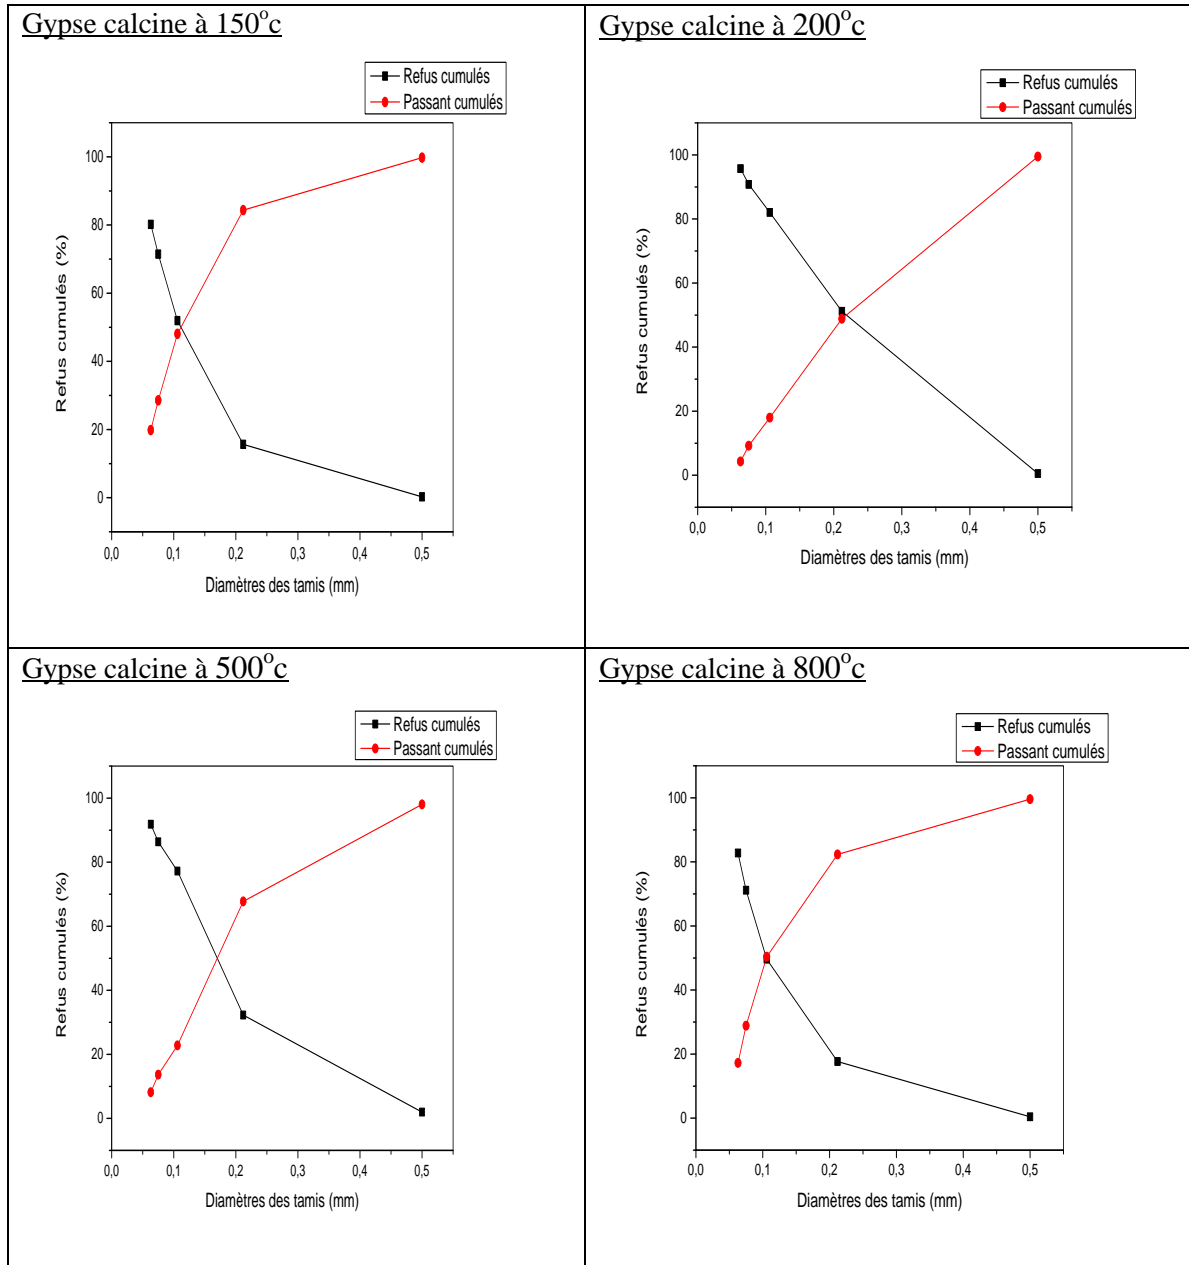 Gypse calcine à 150°c
Refus cumulés
Passant cumulés
100
80
60
40
20
0
Refus cumulés (%)
0,0 0,1 0,2 0,3 0,4 0,5
Diamètres des tamis (mm)
Gypse calcine à 200°c
Refus cumulés
Passant cumulés
100
80
60
40
20
0
Refus cumulés (%)
0,0 0,1 0,2 0,3 0,4 0,5
Diamètres des tamis (mm)
Gypse calcine à 500°c
Refus cumulés
Passant cumulés
100
80
60
40
20
0
Refus cumulés (%)
0,0 0,1 0,2 0,3 0,4 0,5
Diamètres des tamis (mm)
Gypse calcine à 800°c
Refus cumulés
Passant cumulés
100
80
60
40
20
0
Refus cumulés (%)
0,0 0,1 0,2 0,3 0,4 0,5
Diamètres des tamis (mm)